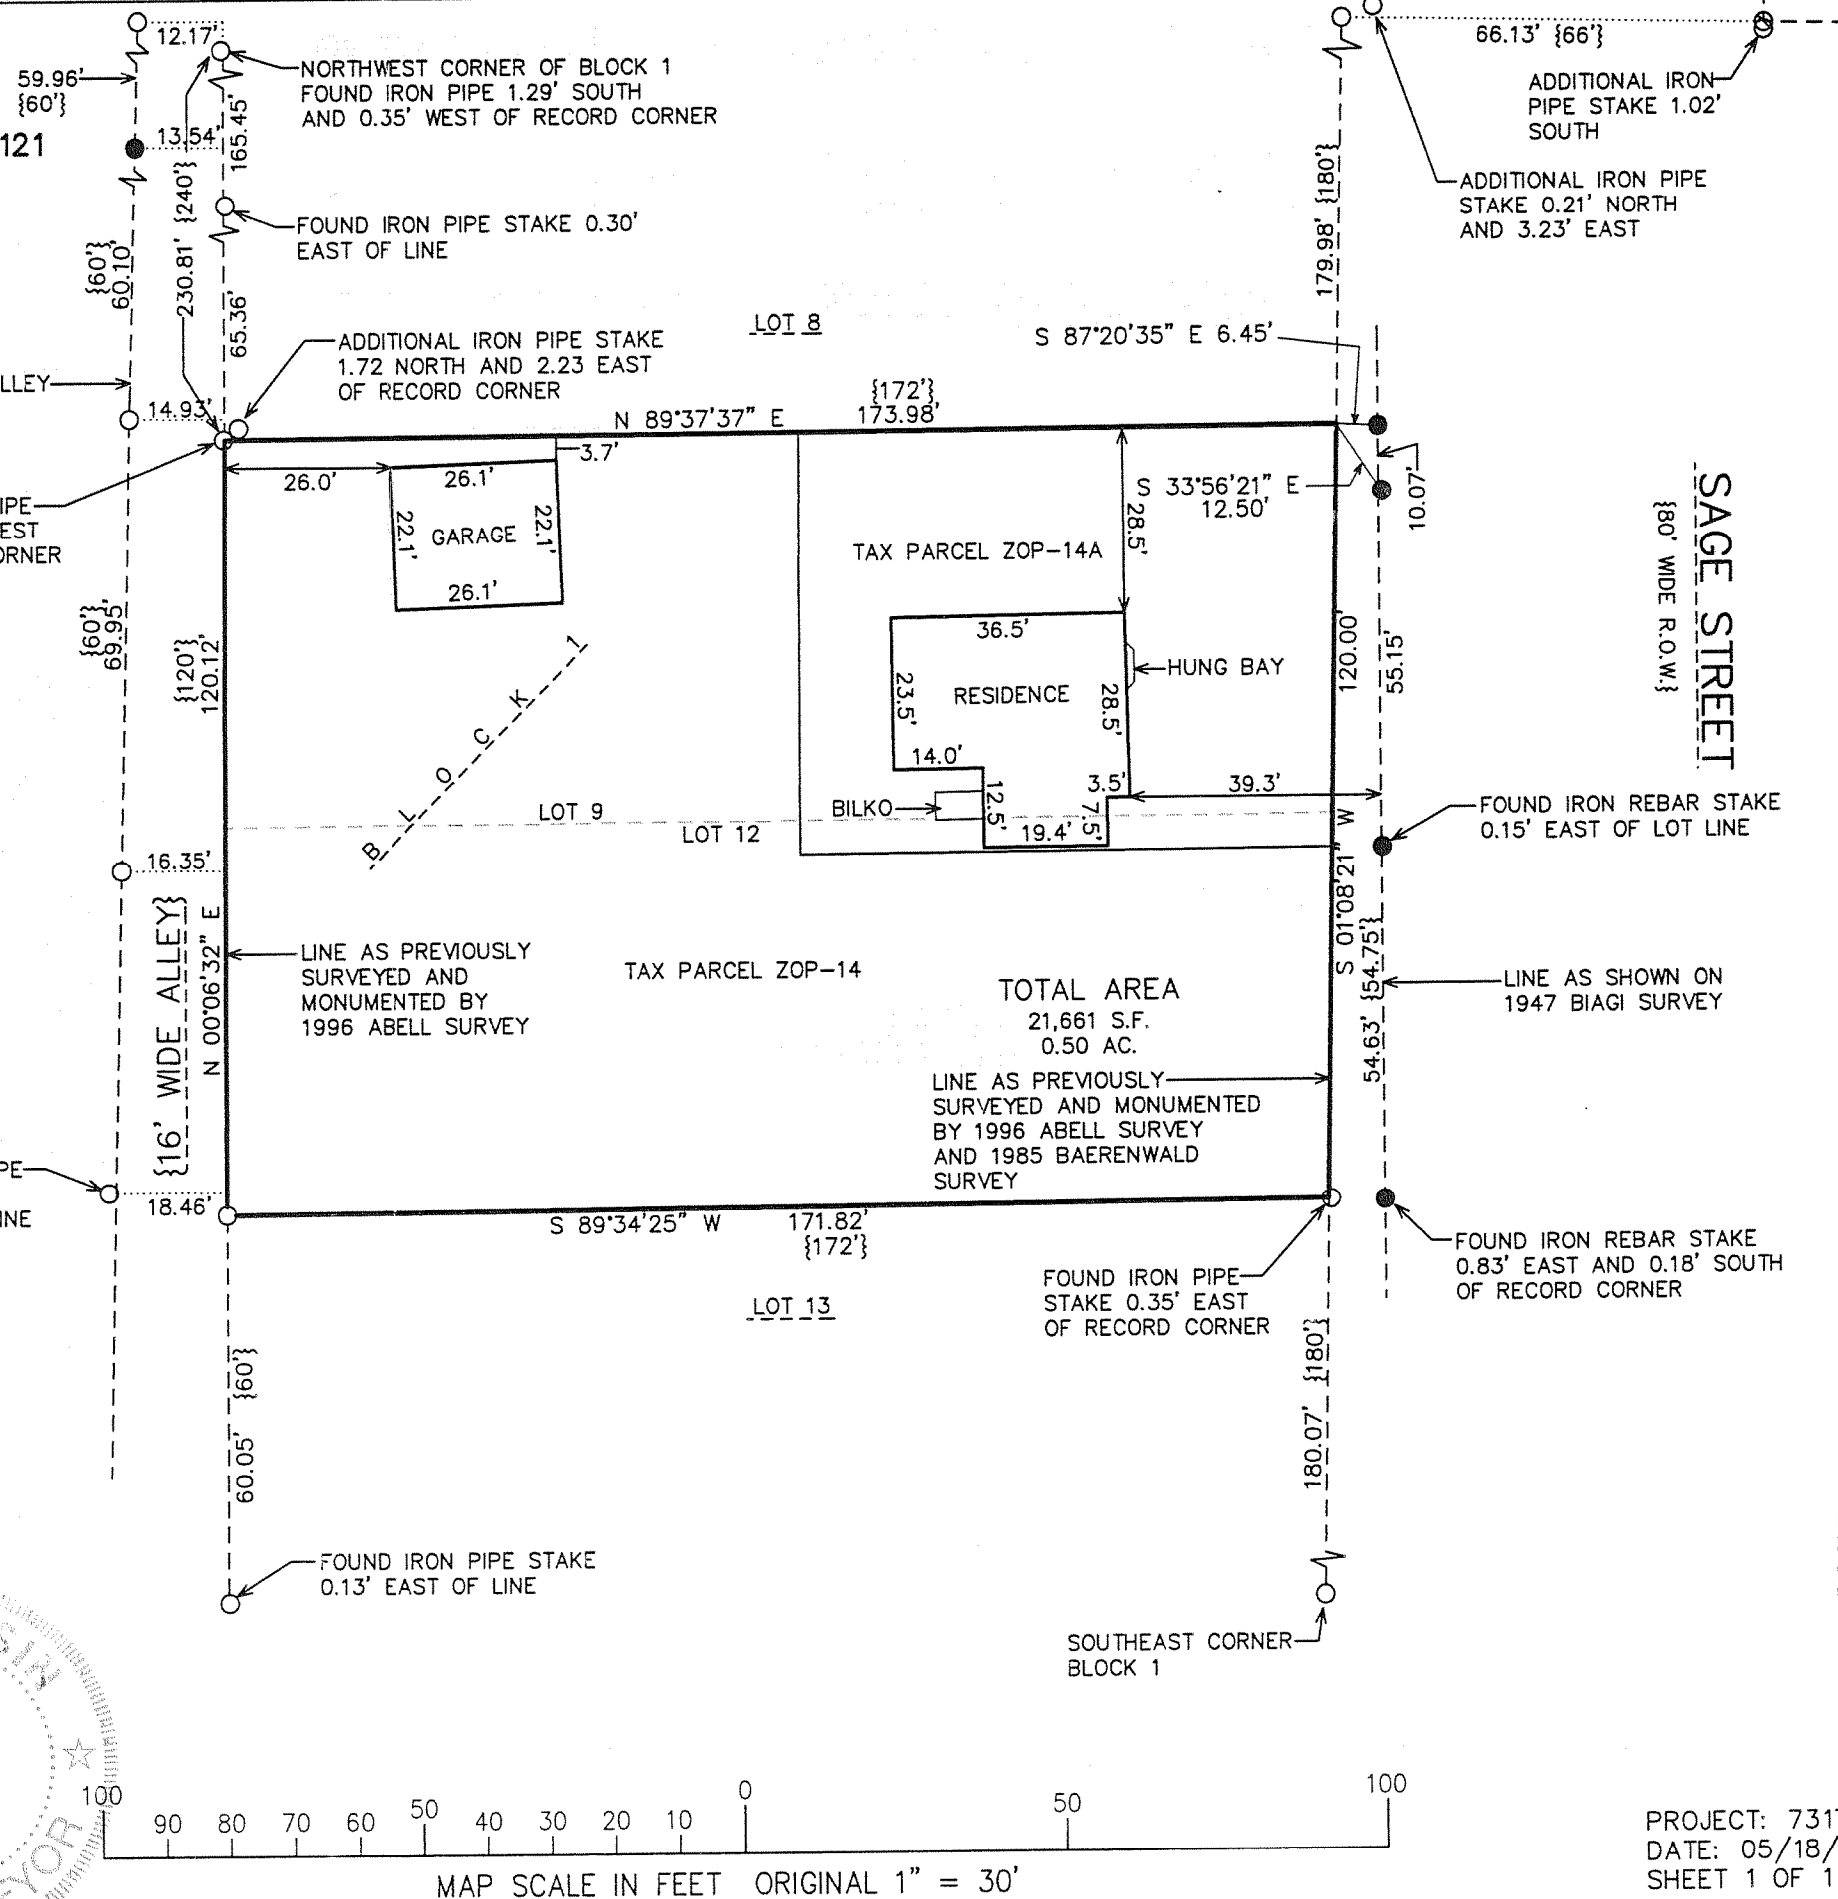 12.17'
59.96'
{60'}
121
13.54'
NORTHWEST CORNER OF BLOCK 1
FOUND IRON PIPE 1.29' SOUTH
AND 0.35' WEST OF RECORD CORNER
165.45'
230.81' {240'}
FOUND IRON PIPE STAKE 0.30'
EAST OF LINE
{60'}
60.10'
65.36'
ADDITIONAL IRON PIPE STAKE
1.72 NORTH AND 2.23 EAST
OF RECORD CORNER
LLEY
14.93'
66.13' {66'}
ADDITIONAL IRON
PIPE STAKE 1.02'
SOUTH
ADDITIONAL IRON PIPE
STAKE 0.21' NORTH
AND 3.23' EAST
179.98' {180'}
LOT 8
S 87°20'35" E 6.45'
{172'}
N 89°37'37" E 173.98'
3.7'
26.0'
26.1'
22.1'
GARAGE
22.1'
26.1'
IPE
EST
ORNER
28.5'
S 33°56'21" E
12.50'
10.07'
TAX PARCEL ZOP-14A
SAGE STREET
{80' WIDE R.O.W.}
{60'}
69.95'
{120'}
120.12'
36.5'
23.5'
RESIDENCE
28.5'
HUNG BAY
120.00'
55.15'
14.0'
12.5'
3.5'
7.5'
39.3'
BILKO
19.4'
BLOCK 1
LOT 9
LOT 12
FOUND IRON REBAR STAKE
0.15' EAST OF LOT LINE
16.35'
{16' WIDE ALLEY}
N 00°06'32" E
LINE AS PREVIOUSLY
SURVEYED AND
MONUMENTED BY
1996 ABELL SURVEY
TAX PARCEL ZOP-14
TOTAL AREA
21,661 S.F.
0.50 AC.
S 01°08'21" W
54.63' {54.75'}
LINE AS SHOWN ON
1947 BIAGI SURVEY
LINE AS PREVIOUSLY
SURVEYED AND MONUMENTED
BY 1996 ABELL SURVEY
AND 1985 BAERENWALD
SURVEY
PE
INE
18.46'
S 89°34'25" W 171.82'
{172'}
FOUND IRON PIPE
STAKE 0.35' EAST
OF RECORD CORNER
FOUND IRON REBAR STAKE
0.83' EAST AND 0.18' SOUTH
OF RECORD CORNER
LOT 13
60.05' {60'}
180.07' {180'}
FOUND IRON PIPE STAKE
0.13' EAST OF LINE
SOUTHEAST CORNER
BLOCK 1
SIN
YOR
100 90 80 70 60 50 40 30 20 10 0 50 100
MAP SCALE IN FEET ORIGINAL 1" = 30'
PROJECT: 731
DATE: 05/18/
SHEET 1 OF 1